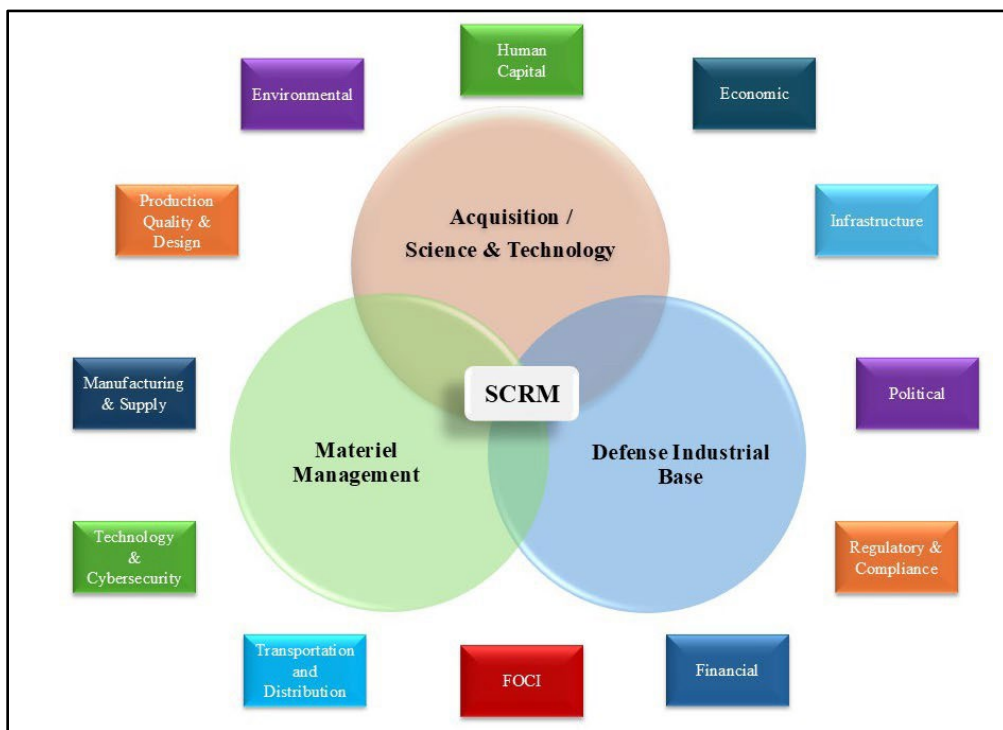 Human
Capital
Environmental
Economic
Production
Quality &
Design
Infrastructure
Acquisition /
Science & Technology
Manufacturing
& Supply
SCRM
Political
Materiel
Management
Defense Industrial
Base
Technology
&
Cybersecurity
Regulatory &
Compliance
Transportation
and
Distribution
FOCI
Financial